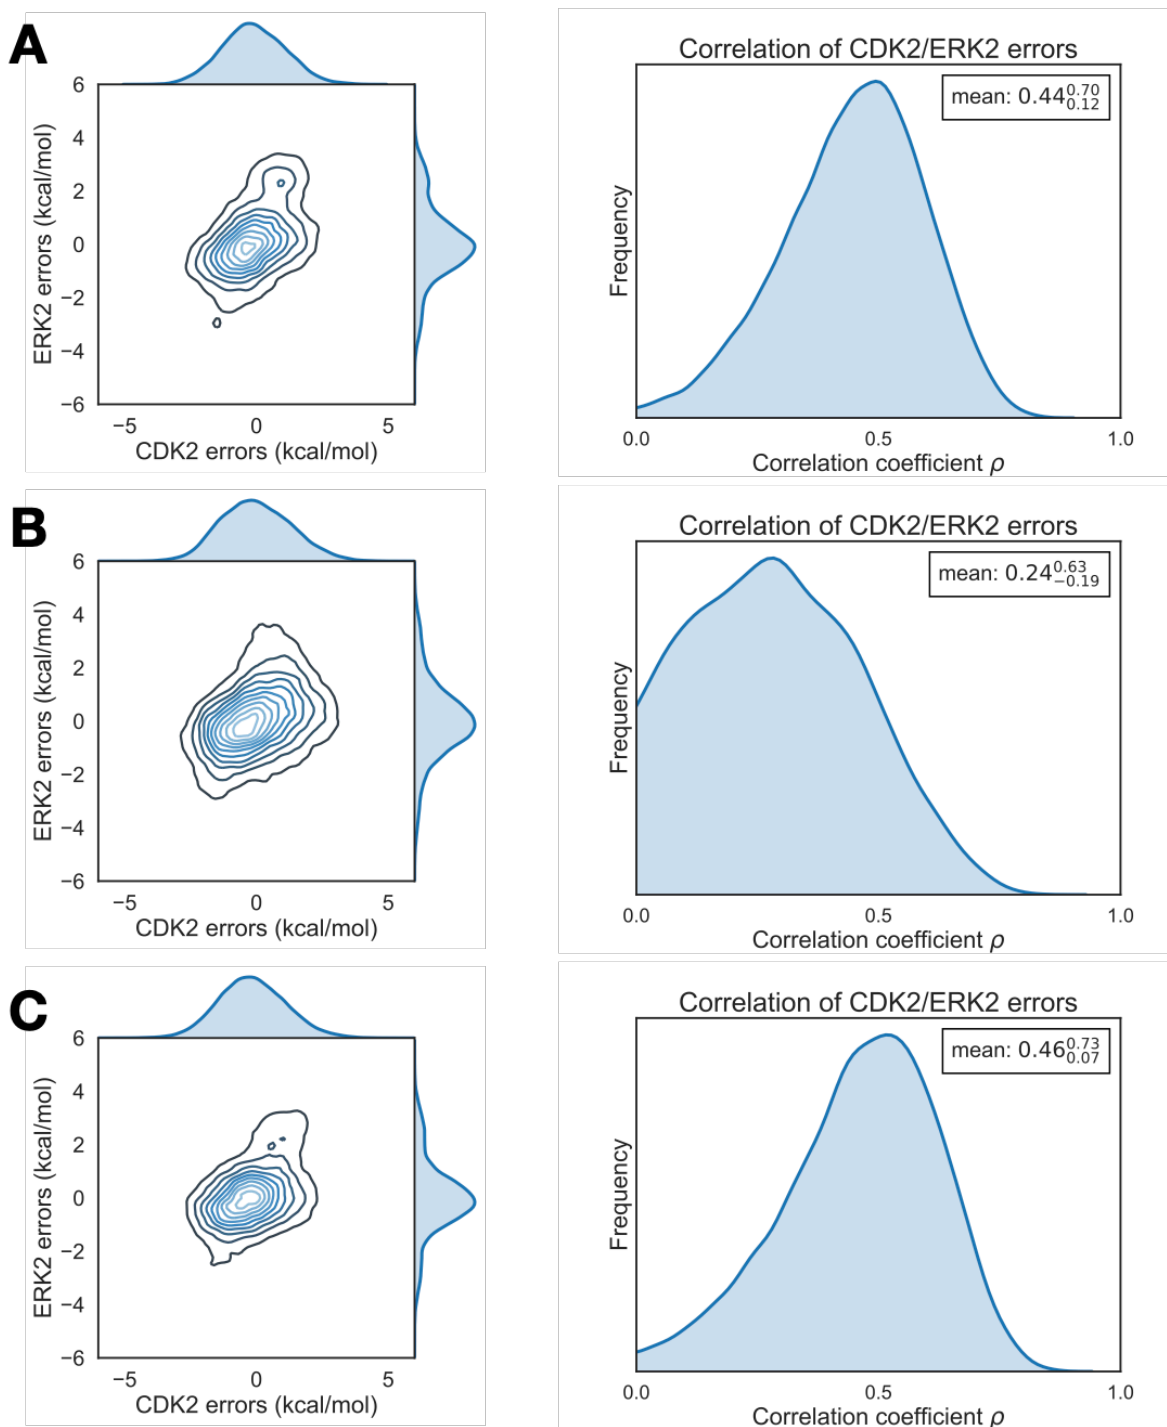 A
6
4
2
0
−2
−4
−6
ERK2 errors (kcal/mol)
−5 0 5
CDK2 errors (kcal/mol)
Correlation of CDK2/ERK2 errors
mean: 0.44 0.70 0.12
Frequency
0.0 0.5 1.0
Correlation coefficient ρ
B
6
4
2
0
−2
−4
−6
ERK2 errors (kcal/mol)
−5 0 5
CDK2 errors (kcal/mol)
Correlation of CDK2/ERK2 errors
mean: 0.24 0.63 −0.19
Frequency
0.0 0.5 1.0
Correlation coefficient ρ
C
6
4
2
0
−2
−4
−6
ERK2 errors (kcal/mol)
−5 0 5
CDK2 errors (kcal/mol)
Correlation of CDK2/ERK2 errors
mean: 0.46 0.73 0.07
Frequency
0.0 0.5 1.0
Correlation coefficient ρ